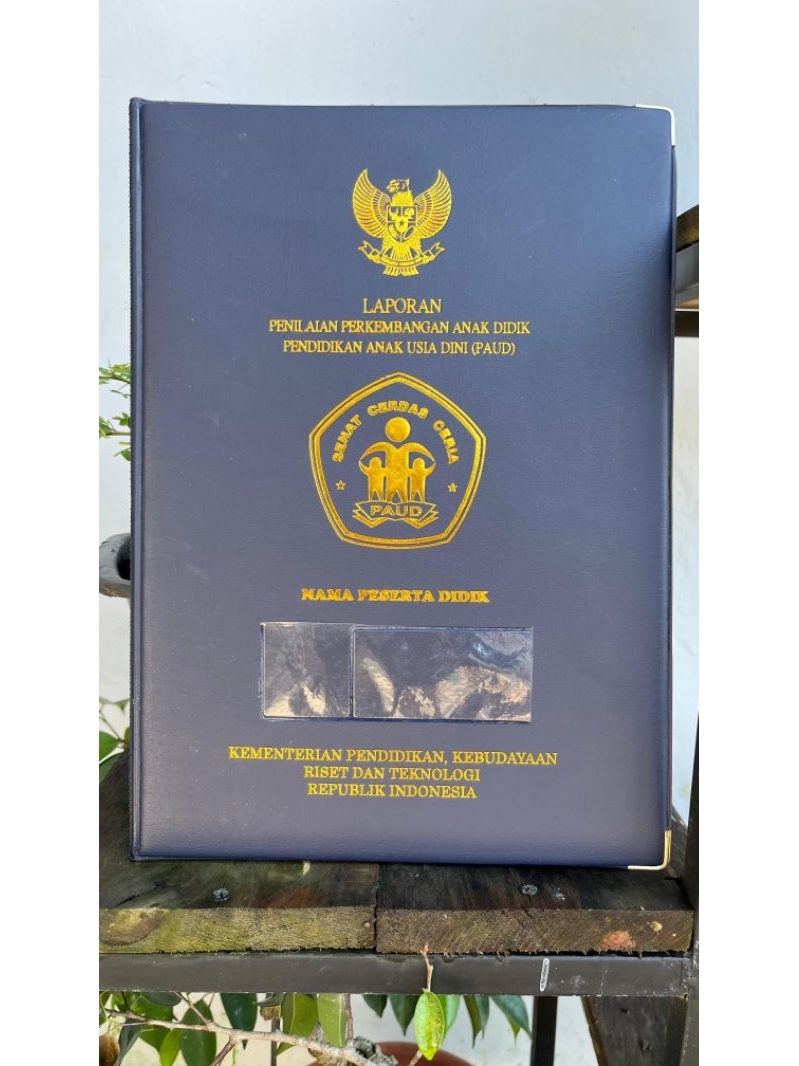 LAPORAN
PENILAIAN PERKEMBANGAN ANAK DIDIK
PENDIDIKAN ANAK USIA DINI (PAUD)
SEHAT CERDAS CERIA
PAUD
NAMA PESERTA DIDIK
KEMENTERIAN PENDIDIKAN, KEBUDAYAAN
RISET DAN TEKNOLOGI
REPUBLIK INDONESIA